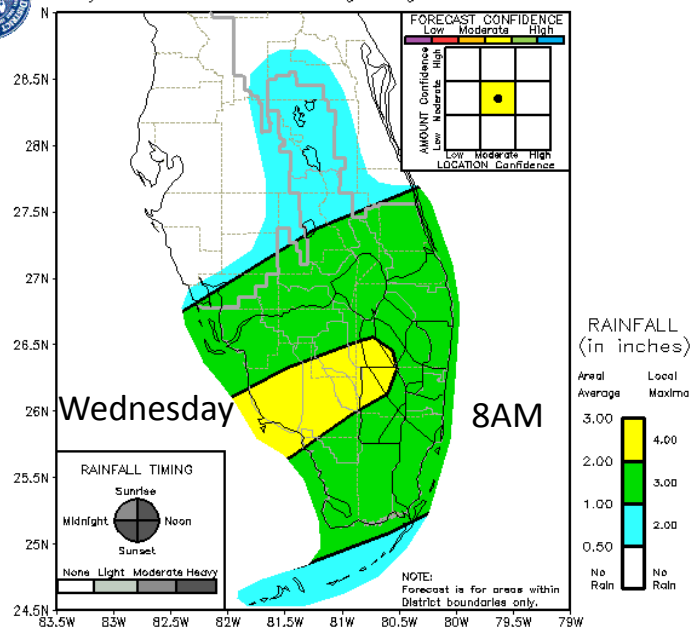 DISTRICT
FORECAST CONFIDENCE
Low Moderate High
AMOUNT Confidence
Low Moderate High
Low Moderate High
LOCATION Confidence
N
28.5N
28N
27.5N
27N
26.5N
26N
25.5N
25N
24.5N
83.5W 83W 82.5W 82W 81.5W 81W 80.5W 80W 79.5W 79W
Wednesday
8AM
RAINFALL
(in inches)
Areal Local
Average Maxima
3.00
4.00
2.00
3.00
1.00
2.00
0.50
No No
Rain Rain
RAINFALL TIMING
Sunrise
Midnight Noon
Sunset
None Light Moderate Heavy
NOTE:
Forecast is for areas within
District boundaries only.